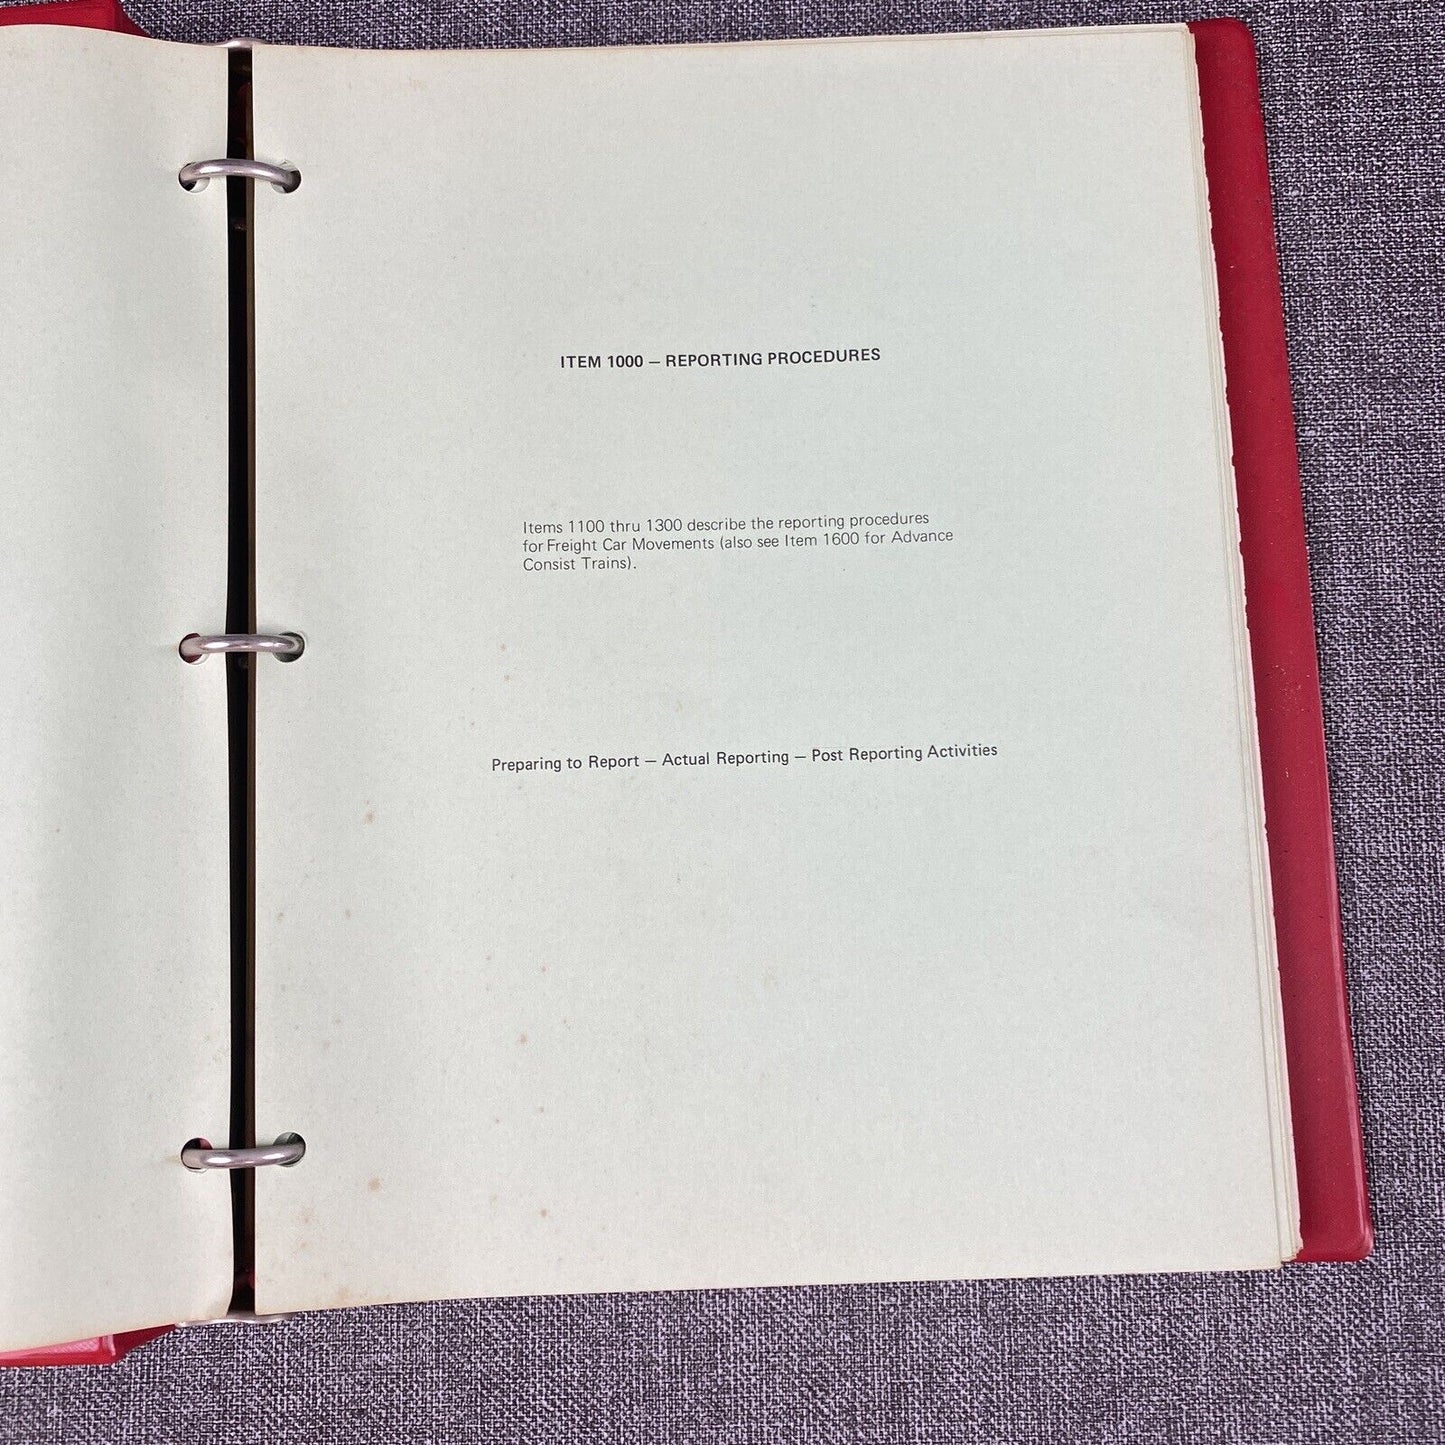 ITEM 1000 — REPORTING PROCEDURES
Items 1100 thru 1300 describe the reporting procedures
for Freight Car Movements (also see Item 1600 for Advance
Consist Trains).
Preparing to Report — Actual Reporting — Post Reporting Activities